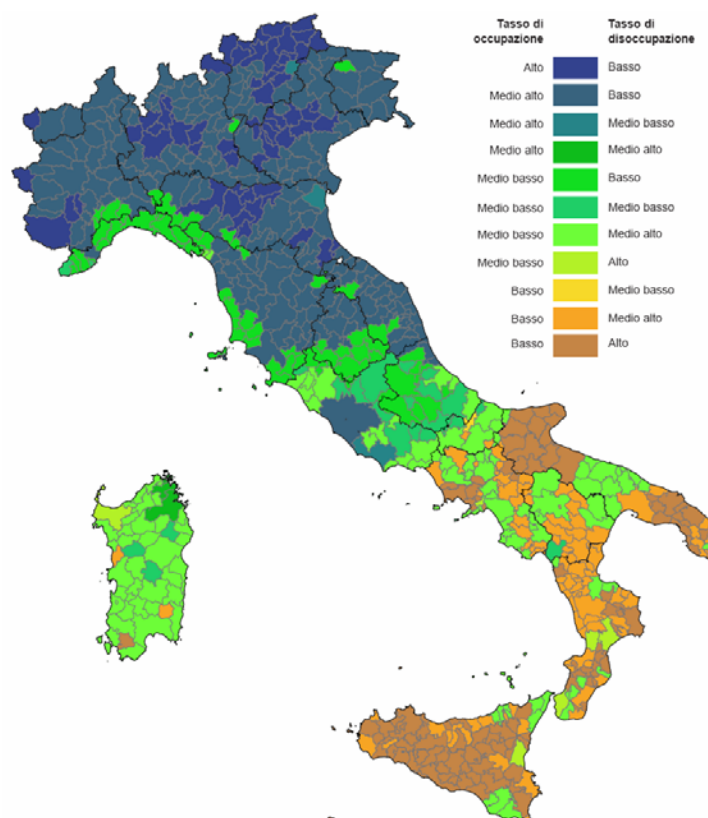 Tasso di occupazione
Tasso di disoccupazione
Alto Basso
Medio alto Basso
Medio alto Medio basso
Medio alto Medio alto
Medio basso Basso
Medio basso Medio basso
Medio basso Medio alto
Medio basso Alto
Basso Medio basso
Basso Medio alto
Basso Alto